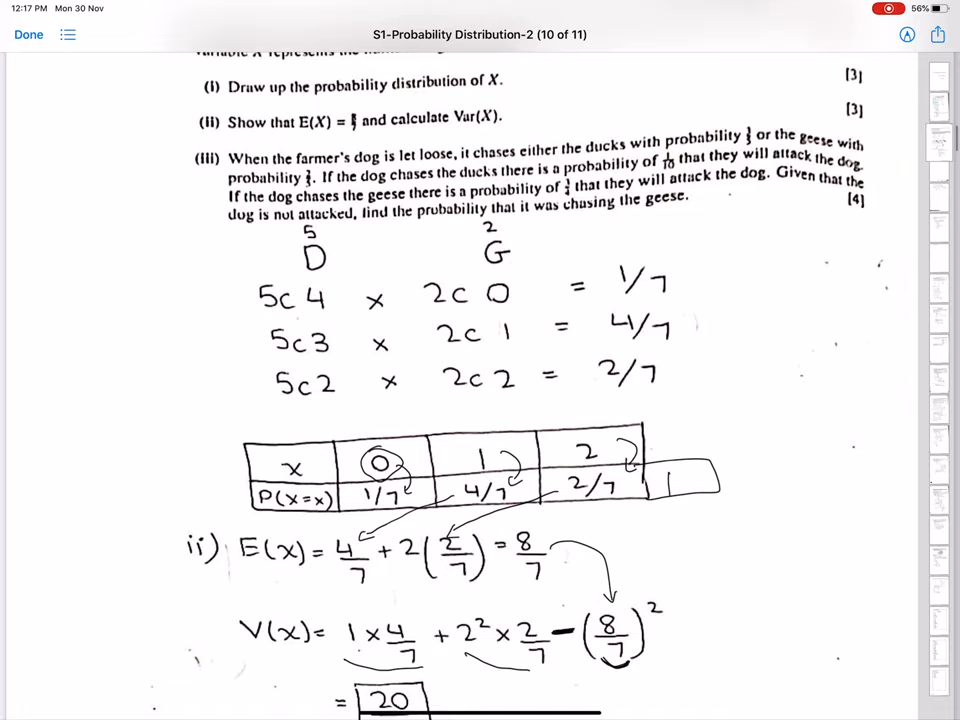 12:17 PM Mon 30 Nov
56%
Done
S1-Probability Distribution-2 (10 of 11)
variable X represents the
(i) Draw up the probability distribution of X. [3]
(ii) Show that E(X) = and calculate Var(X). [3]
(iii) When the farmer's dog is let loose, it chases either the ducks with probability or the geese with
probability . If the dog chases the ducks there is a probability of 1/10 that they will attack the dog.
If the dog chases the geese there is a probability of 3/4 that they will attack the dog. Given that the
dog is not attacked, find the probability that it was chasing the geese. [4]
5 2
D G
5c4 x 2c0 = 1/7
5c3 x 2c1 = 4/7
5c2 x 2c2 = 2/7
x 0 1 2
P(x=x) 1/7 4/7 2/7 1
ii) E(x) = 4/7 + 2(2/7) = 8/7
V(x) = 1 x 4/7 + 2² x 2/7 - (8/7)²
= 20